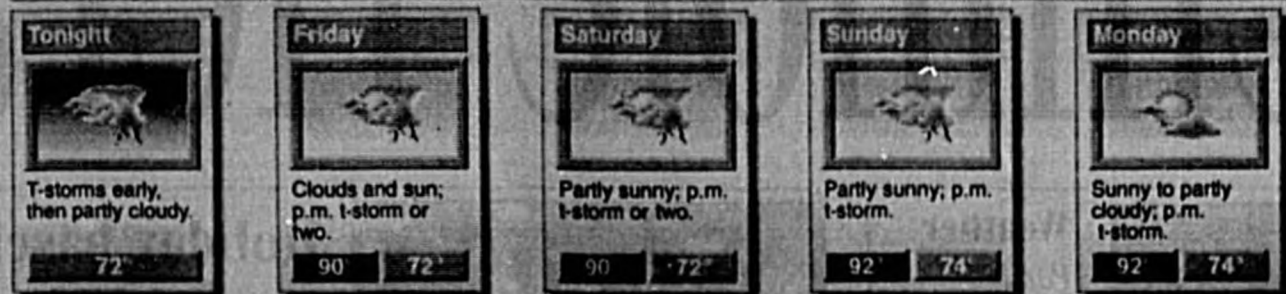 Tonight
T-storms early,
then partly cloudy.
72°
Friday
Clouds and sun;
p.m. t-storm or
two.
90 72°
Saturday
Partly sunny; p.m.
t-storm or two.
90 72°
Sunday
Partly sunny; p.m.
t-storm.
92° 74°
Monday
Sunny to partly
cloudy; p.m.
t-storm.
92° 74°